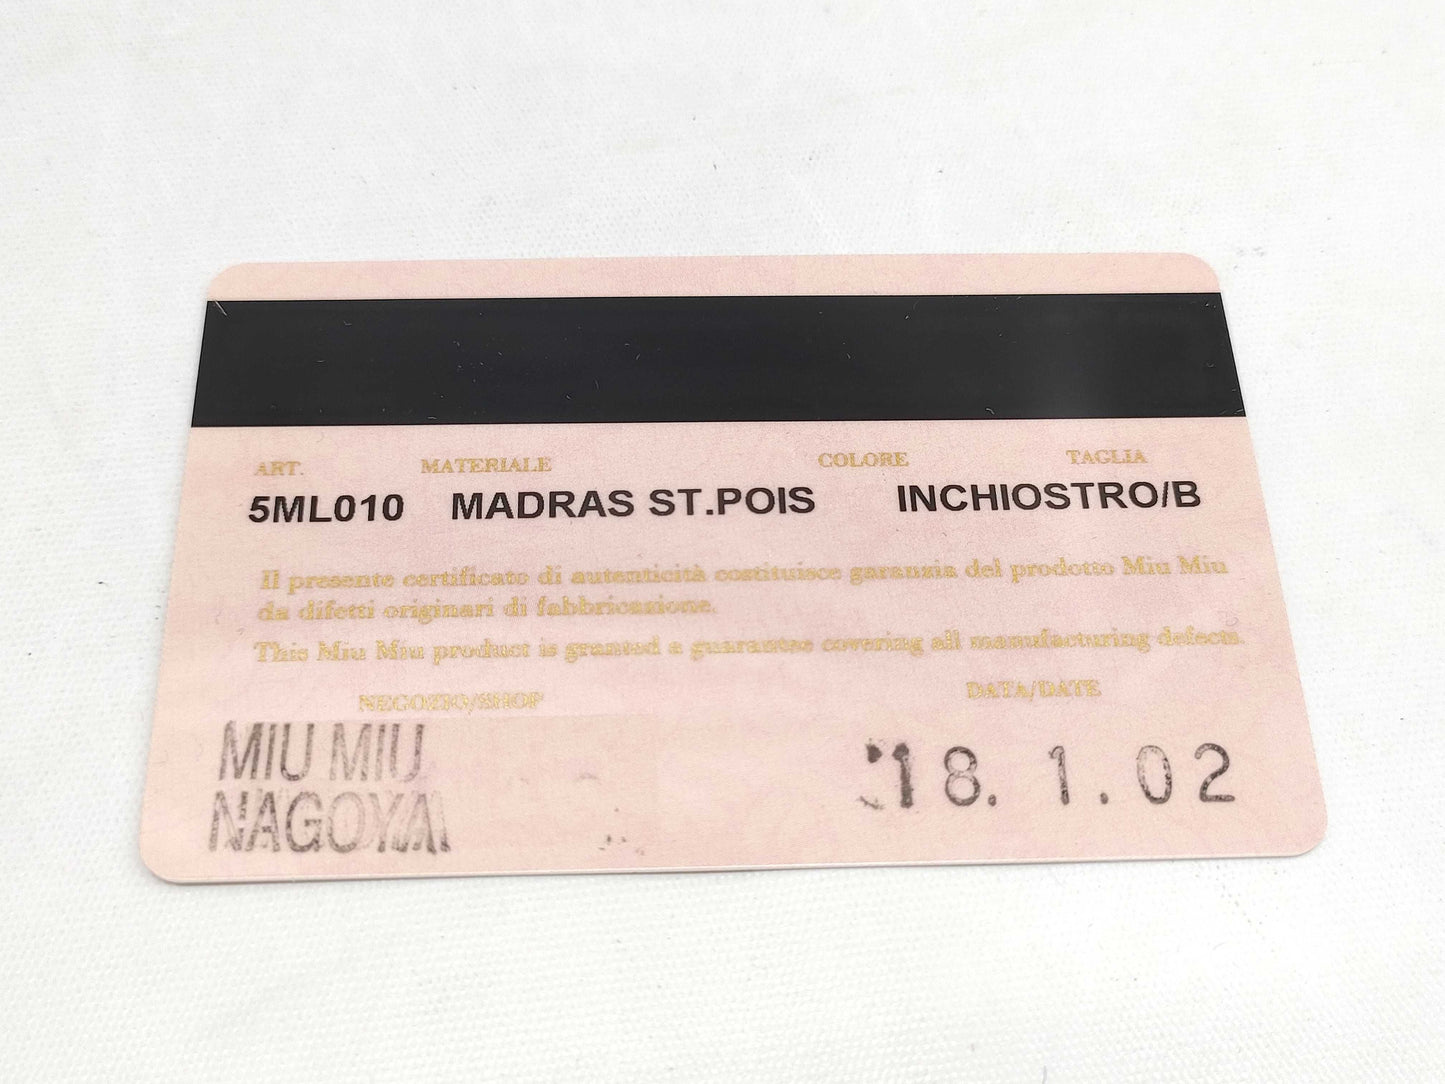 ART. MATERIALE COLORE TAGLIA
5ML010 MADRAS ST.POIS INCHIOSTRO/B
Il presente certificato di autenticità costituisce garanzia del prodotto Miu Miu
da difetti originari di fabbricazione.
This Miu Miu product is granted a guarantee covering all manufacturing defects.
NEGOZIO/SHOP DATA/DATE
MIU MIU
NAGOYA
18. 1. 02